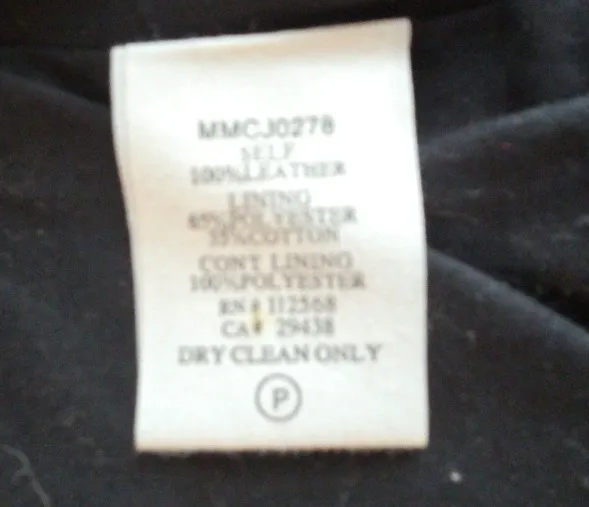 MMCJ0278
SELF
100%LEATHER
LINING
65%POLYESTER
35%COTTON
CONT LINING
100%POLYESTER
RN# 112568
CA# 29438
DRY CLEAN ONLY
P